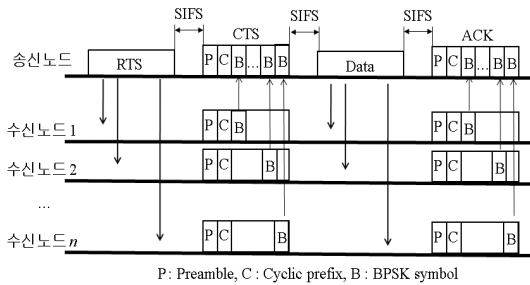 SIFS SIFS SIFS
CTS ACK
송신노드 RTS P C B ... B B Data P C B ... B B
수신노드 1 P C B P C B
수신노드 2 P C B P C B
...
수신노드 n P C B P C B
P : Preamble, C : Cyclic prefix, B : BPSK symbol